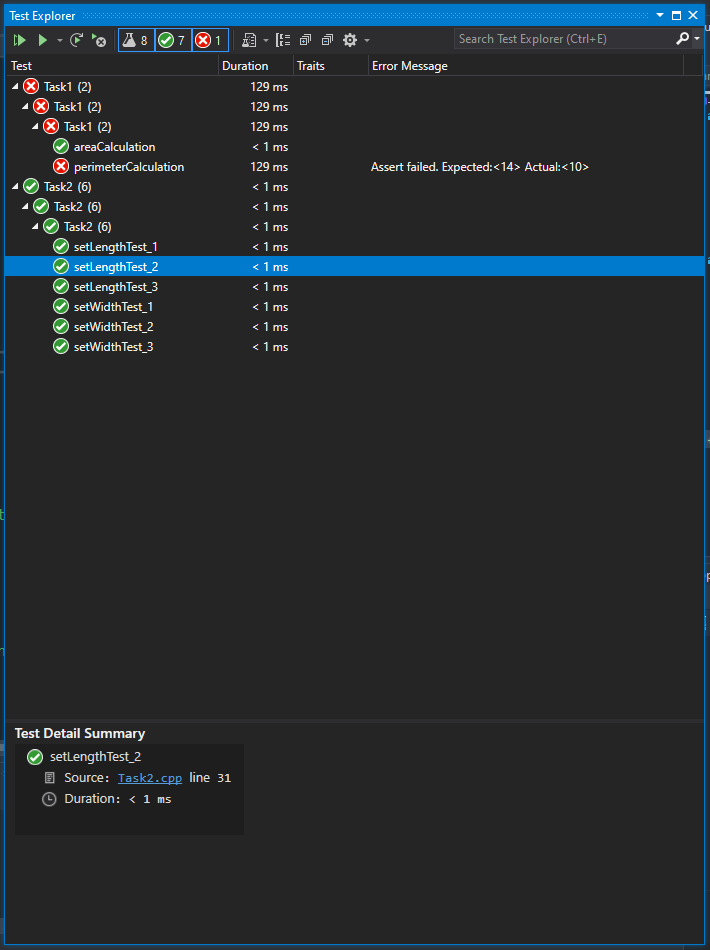 Test Explorer
8 7 1 Search Test Explorer (Ctrl+E)
Test Duration Traits Error Message
Task1 (2) 129 ms
Task1 (2) 129 ms
Task1 (2) 129 ms
areaCalculation < 1 ms
perimeterCalculation 129 ms Assert failed. Expected:<14> Actual:<10>
Task2 (6) < 1 ms
Task2 (6) < 1 ms
Task2 (6) < 1 ms
setLengthTest_1 < 1 ms
setLengthTest_2 < 1 ms
setLengthTest_3 < 1 ms
setWidthTest_1 < 1 ms
setWidthTest_2 < 1 ms
setWidthTest_3 < 1 ms
Test Detail Summary
setLengthTest_2
Source: Task2.cpp line 31
Duration: < 1 ms